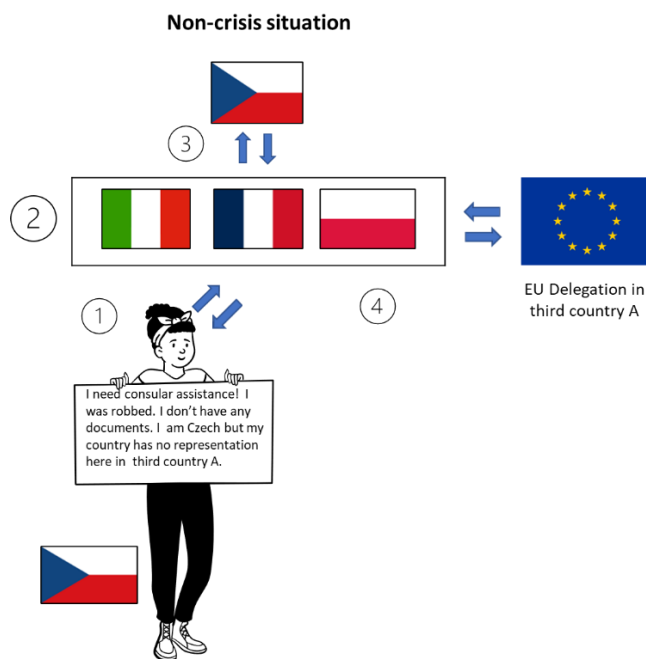 Non-crisis situation
3
2
EU Delegation in
third country A
4
1
I need consular assistance! I
was robbed. I don't have any
documents. I am Czech but my
country has no representation
here in third country A.